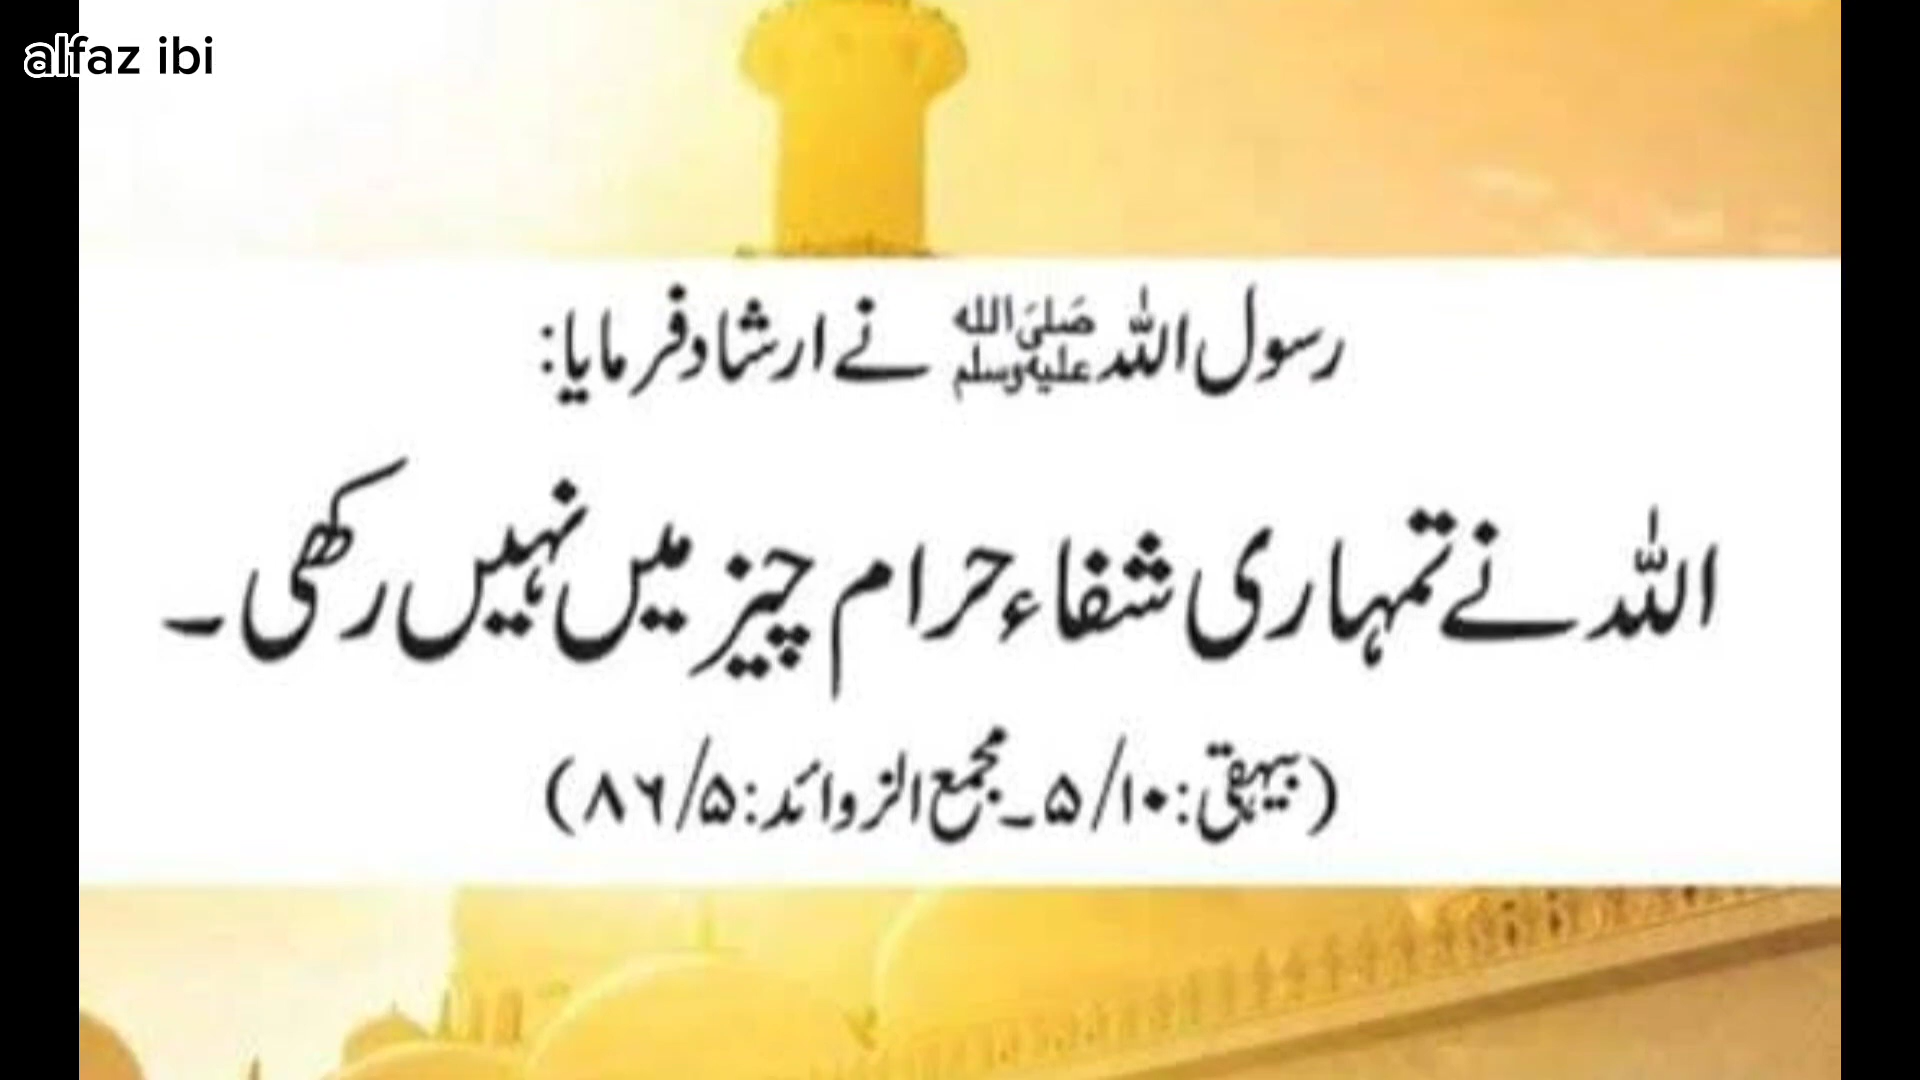 alfaz ibi
رسول اللہ ﷺ نے ارشاد فرمایا:
اللہ نے تمہاری شفاء حرام چیز میں نہیں رکھی۔
(بیہقی: ۱۰/۵۔ مجمع الزوائد: ۵/۸۶)